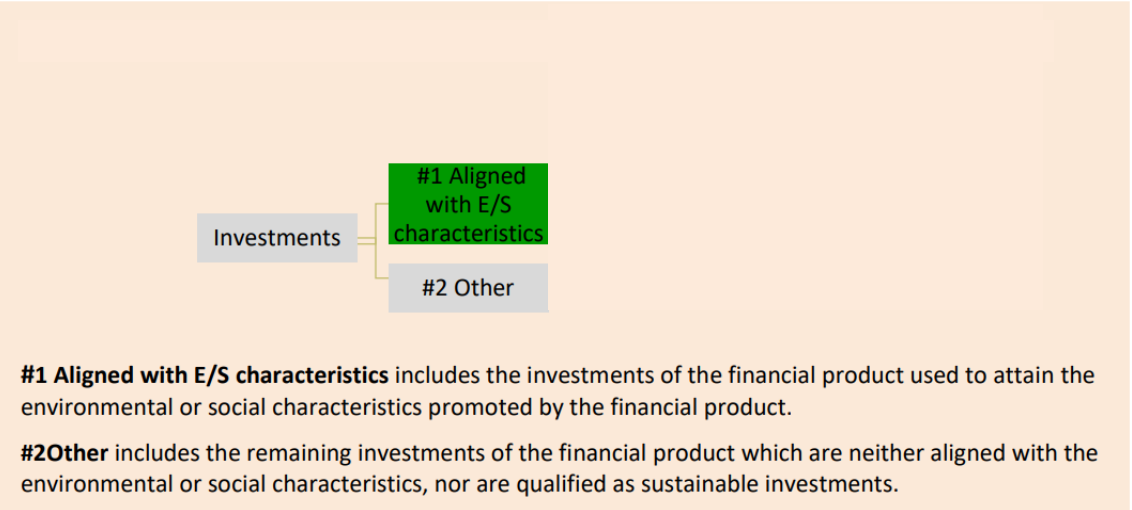 #1 Aligned
with E/S
characteristics
Investments
#2 Other
#1 Aligned with E/S characteristics includes the investments of the financial product used to attain the
environmental or social characteristics promoted by the financial product.
#2Other includes the remaining investments of the financial product which are neither aligned with the
environmental or social characteristics, nor are qualified as sustainable investments.